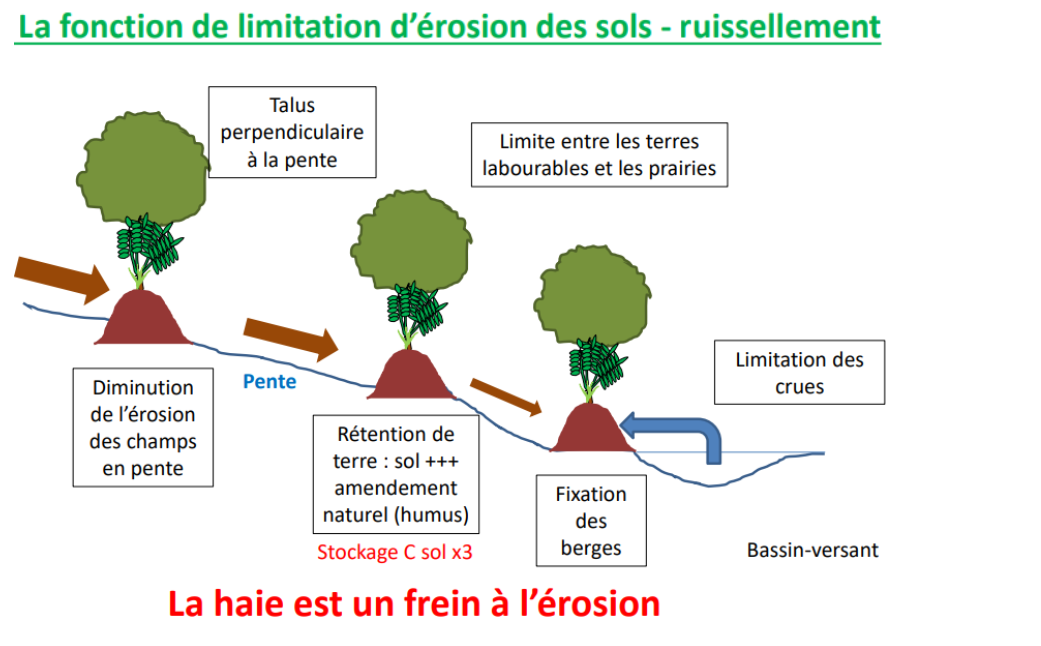 La fonction de limitation d'érosion des sols - ruissellement
Talus
perpendiculaire
à la pente
Limite entre les terres
labourables et les prairies
Limitation des
crues
Pente
Diminution
de l'érosion
des champs
en pente
Rétention de
terre : sol +++
amendement
naturel (humus)
Stockage C sol x3
Fixation
des
berges
Bassin-versant
La haie est un frein à l'érosion